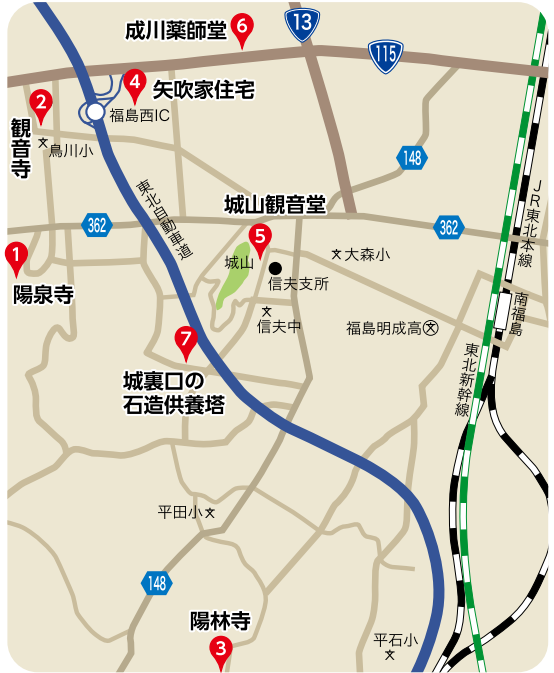 成川薬師堂
6
13
115
4
矢吹家住宅
2
福島西IC
観音寺
鳥川小
148
東北自動車道
JR東北本線
城山観音堂
362
362
5
1
城山
大森小
陽泉寺
信夫支所
信夫中
福島明成高
文
南福島
7
東北新幹線
城裏口の
石造供養塔
平田小
148
陽林寺
3
平石小